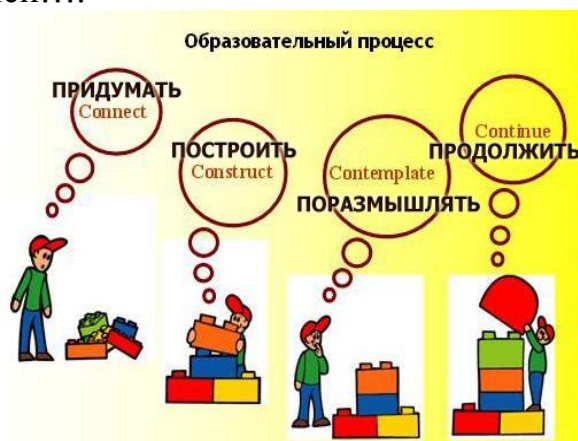 Образовательный процесс
ПРИДУМАТЬ
Connect
ПОСТРОИТЬ
Construct
Contemplate
ПОРАЗМЫШЛЯТЬ
Continue
ПРОДОЛЖИТЬ